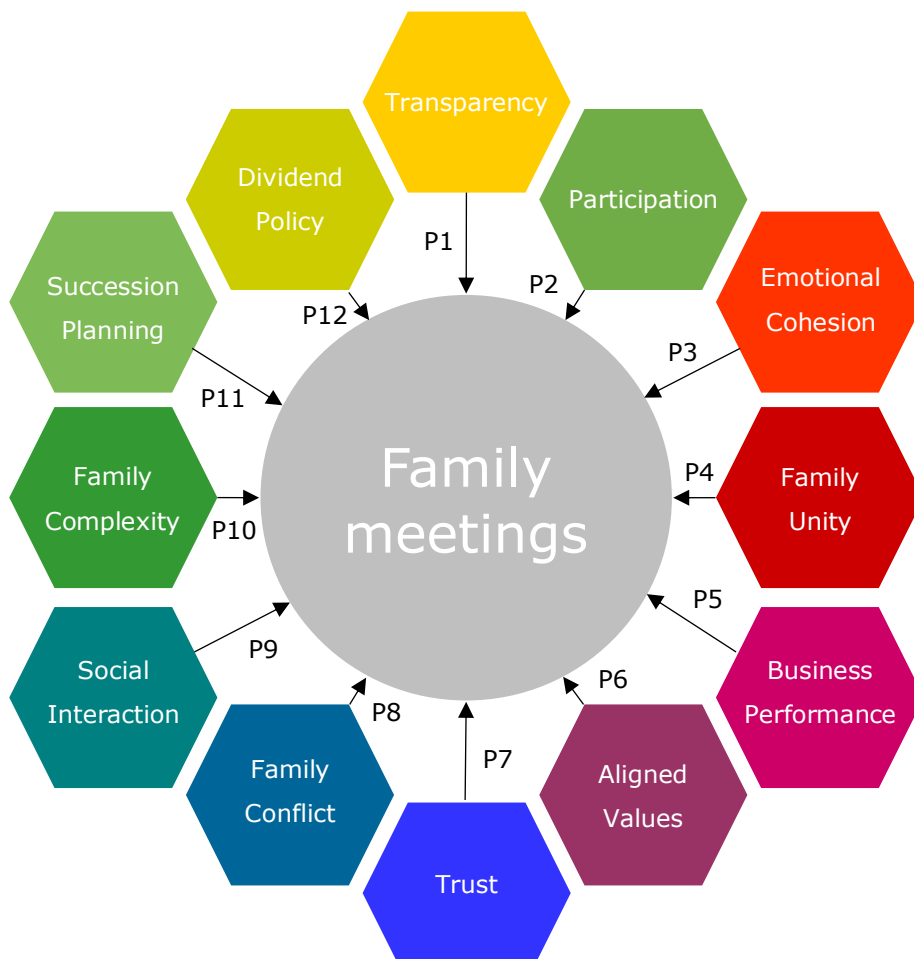 Transparency
Dividend
Policy
Participation
Succession
Planning
Emotional
Cohesion
P1
P2
P12
P3
P11
Family
Complexity
Family
meetings
Family
Unity
P4
P10
P5
P9
Social
Interaction
Business
Performance
P6
P8
P7
Family
Conflict
Aligned
Values
Trust